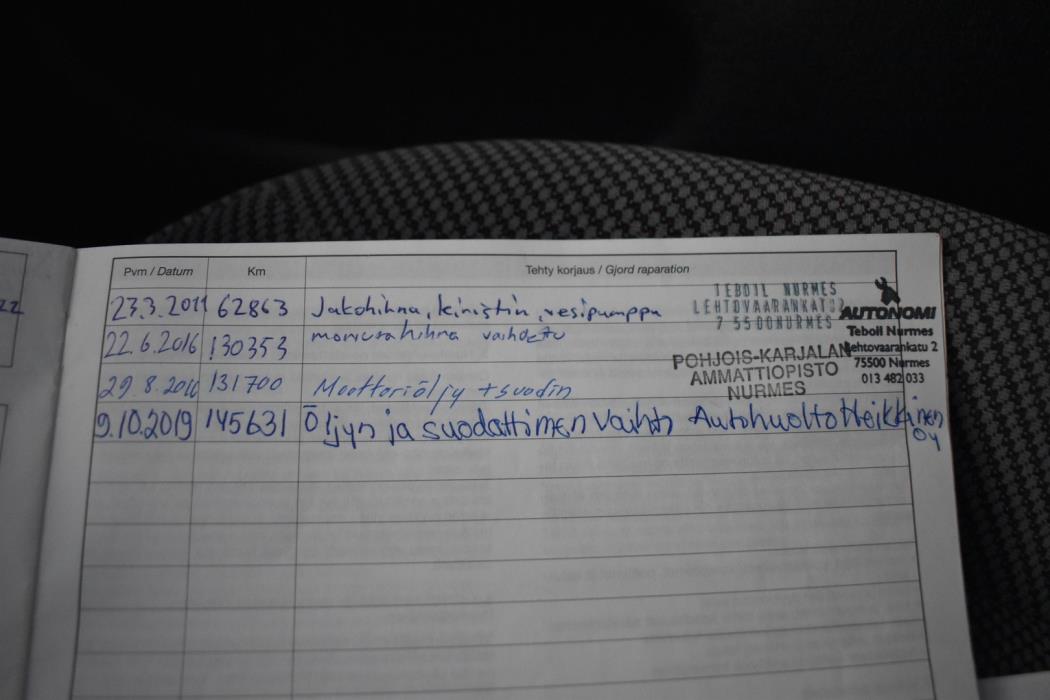 22
Pvm / Datum Km Tehty korjaus / Gjord raparation
23.3.2011 62863 Jakohihna, kiristin, vesipumppu
TEBOIL NURMES
LEHTOVAARANKATU 2
7 5500NURMES
AUTONOMI
Teboil Nurmes
Lehtovaarankatu 2
75500 Nurmes
013 482 033
22.6.2016 130353 moniurahihna vaihdettu
POHJOIS-KARJALAN
AMMATTIOPISTO
NURMES
29.8.2016 131700 Moottoriöljy + suodin
9.10.2019 145631 Öljyn ja suodattimen vaihto Autohuolto Heikkinen
Oy